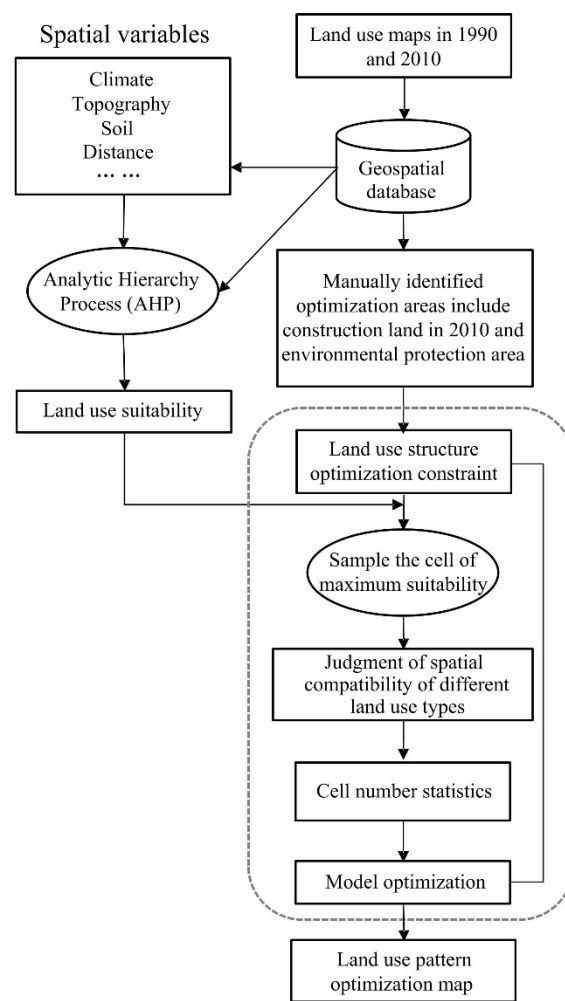 Spatial variables
Climate
Topography
Soil
Distance
... ...
Land use maps in 1990
and 2010
Geospatial
database
Analytic Hierarchy
Process (AHP)
Manually identified
optimization areas include
construction land in 2010 and
environmental protection area
Land use suitability
Land use structure
optimization constraint
Sample the cell of
maximum suitability
Judgment of spatial
compatibility of different
land use types
Cell number statistics
Model optimization
Land use pattern
optimization map